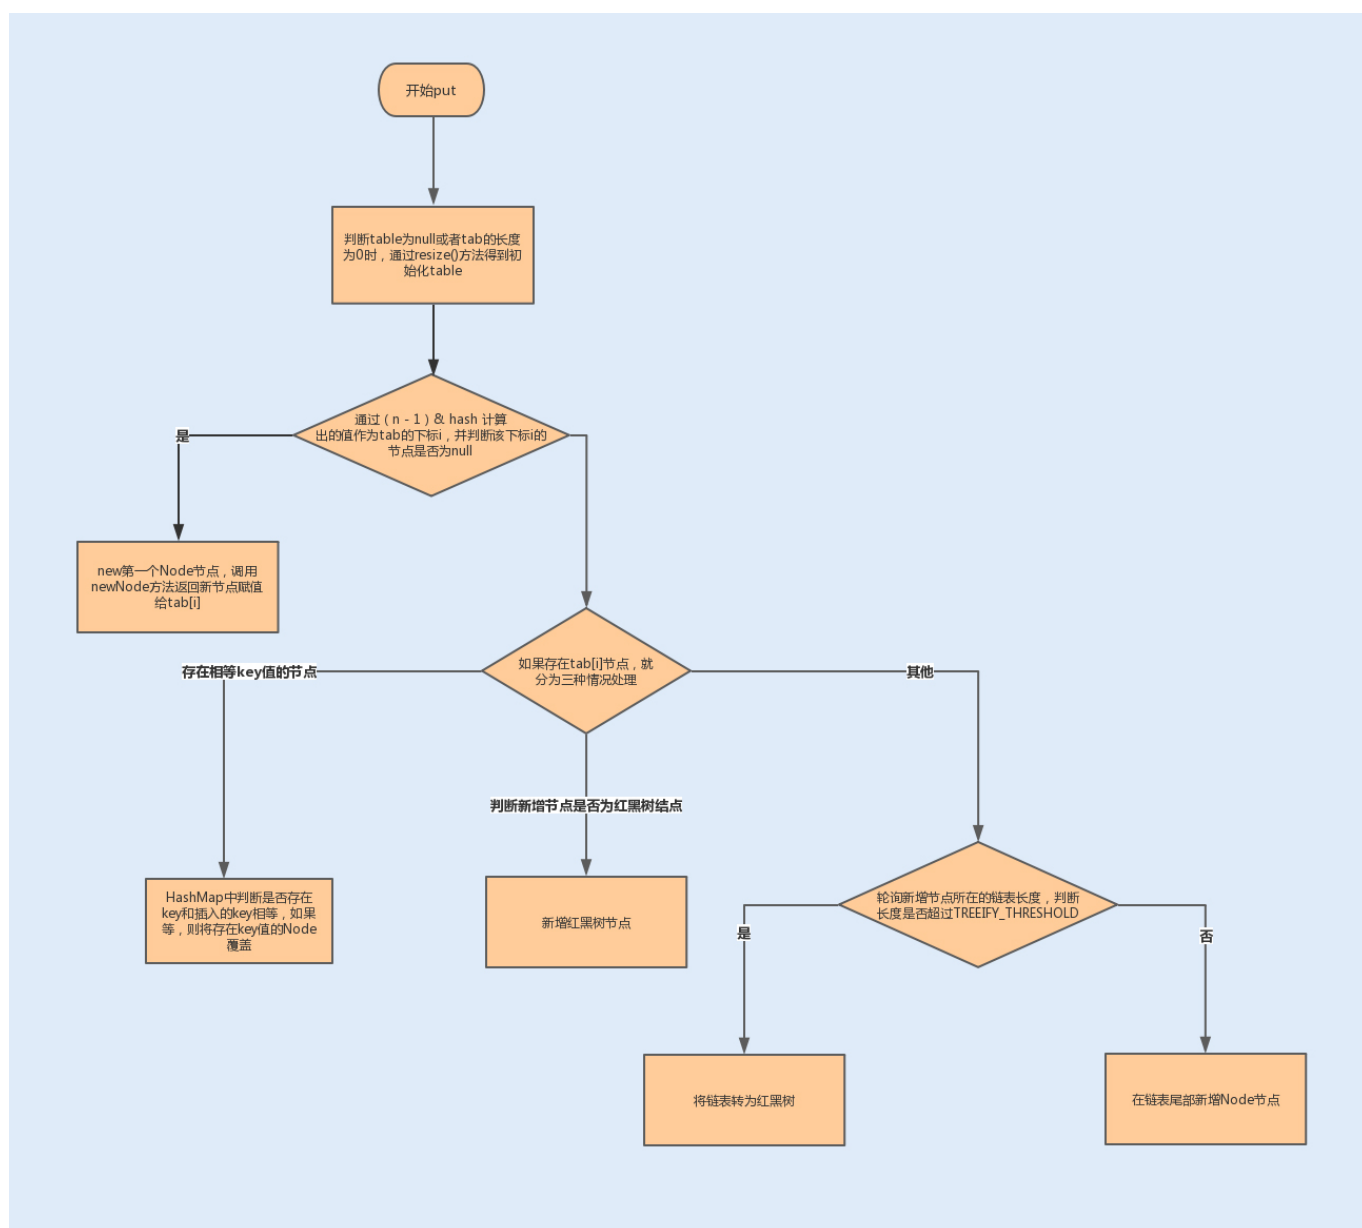 开始put
判断table为null或者tab的长度
为0时，通过resize()方法得到初
始化table
通过（n - 1）& hash 计算
出的值作为tab的下标i，并判断该下标i的
节点是否为null
是
new第一个Node节点，调用
newNode方法返回新节点赋值
给tab[i]
如果存在tab[i]节点，就
分为三种情况处理
存在相等key值的节点
其他
判断新增节点是否为红黑树结点
HashMap中判断是否存在
key和插入的key相等，如果
等，则将存在key值的Node
覆盖
新增红黑树节点
轮询新增节点所在的链表长度，判断
长度是否超过TREEIFY_THRESHOLD
是
否
将链表转为红黑树
在链表尾部新增Node节点